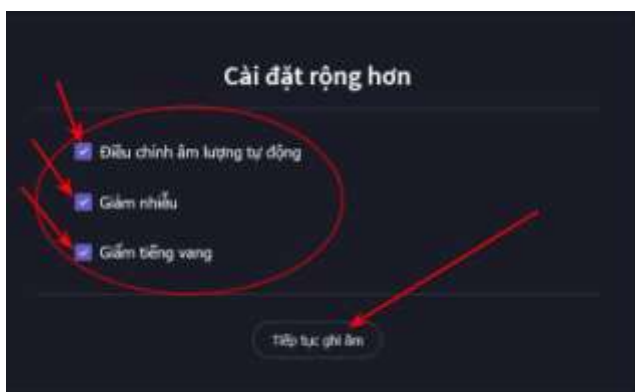 Cài đặt rộng hơn
Điều chỉnh âm lượng tự động
Giảm nhiễu
Giảm tiếng vang
Tiếp tục ghi âm